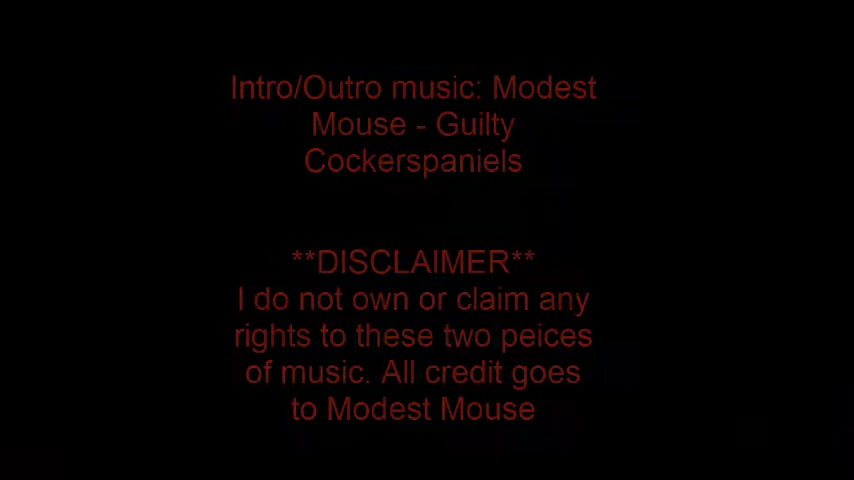 Intro/Outro music: Modest
Mouse - Guilty
Cockerspaniels
**DISCLAIMER**
I do not own or claim any
rights to these two peices
of music. All credit goes
to Modest Mouse